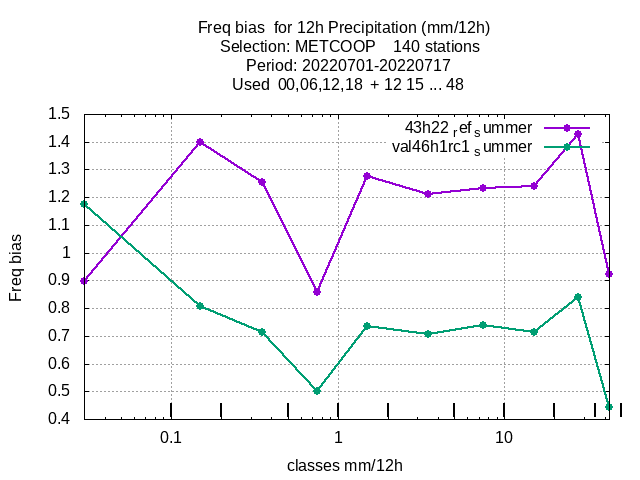 Freq bias  for 12h Precipitation (mm/12h)
Selection: METCOOP    140 stations
Period: 20220701-20220717
Used  00,06,12,18  + 12 15 ... 48
43h22 ref summer
val46h1rc1 summer
Freq bias
1.5
1.4
1.3
1.2
1.1
1
0.9
0.8
0.7
0.6
0.5
0.4
0.1 1 10
classes mm/12h